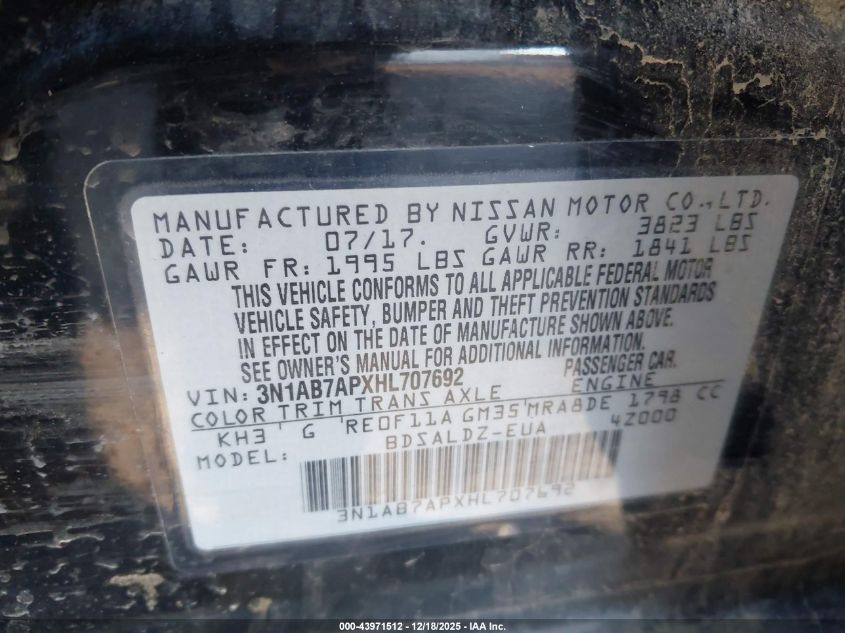 MANUFACTURED BY NISSAN MOTOR CO., LTD.
DATE: 07/17. GVWR: 3823 LBS
GAWR FR: 1995 LBS GAWR RR: 1841 LBS
THIS VEHICLE CONFORMS TO ALL APPLICABLE FEDERAL MOTOR
VEHICLE SAFETY, BUMPER AND THEFT PREVENTION STANDARDS
IN EFFECT ON THE DATE OF MANUFACTURE SHOWN ABOVE.
SEE OWNER'S MANUAL FOR ADDITIONAL INFORMATION.
VIN: 3N1AB7APXHL707692 PASSENGER CAR.
COLOR TRIM TRANS AXLE ENGINE
KH3 G RE0F11A GM35 MRA8DE 1798 CC
MODEL: BDSALDZ-EUA 4Z000
3N1AB7APXHL707692
000-43971512 | 12/18/2025 - IAA Inc.